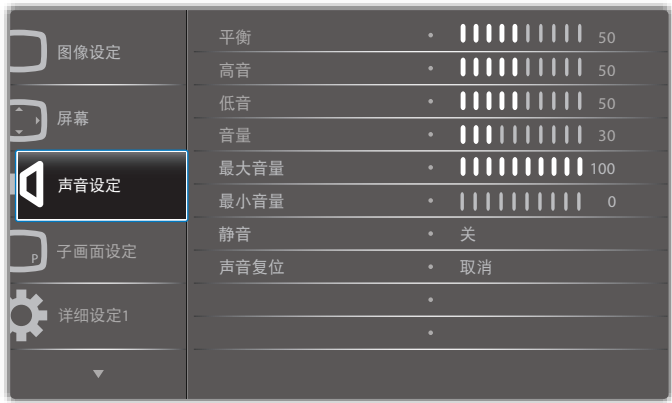 图像设定
屏幕
声音设定
P
子画面设定
详细设定1
平衡 • 50
高音 • 50
低音 • 50
音量 • 30
最大音量 • 100
最小音量 • 0
静音 • 关
声音复位 • 取消
•
•